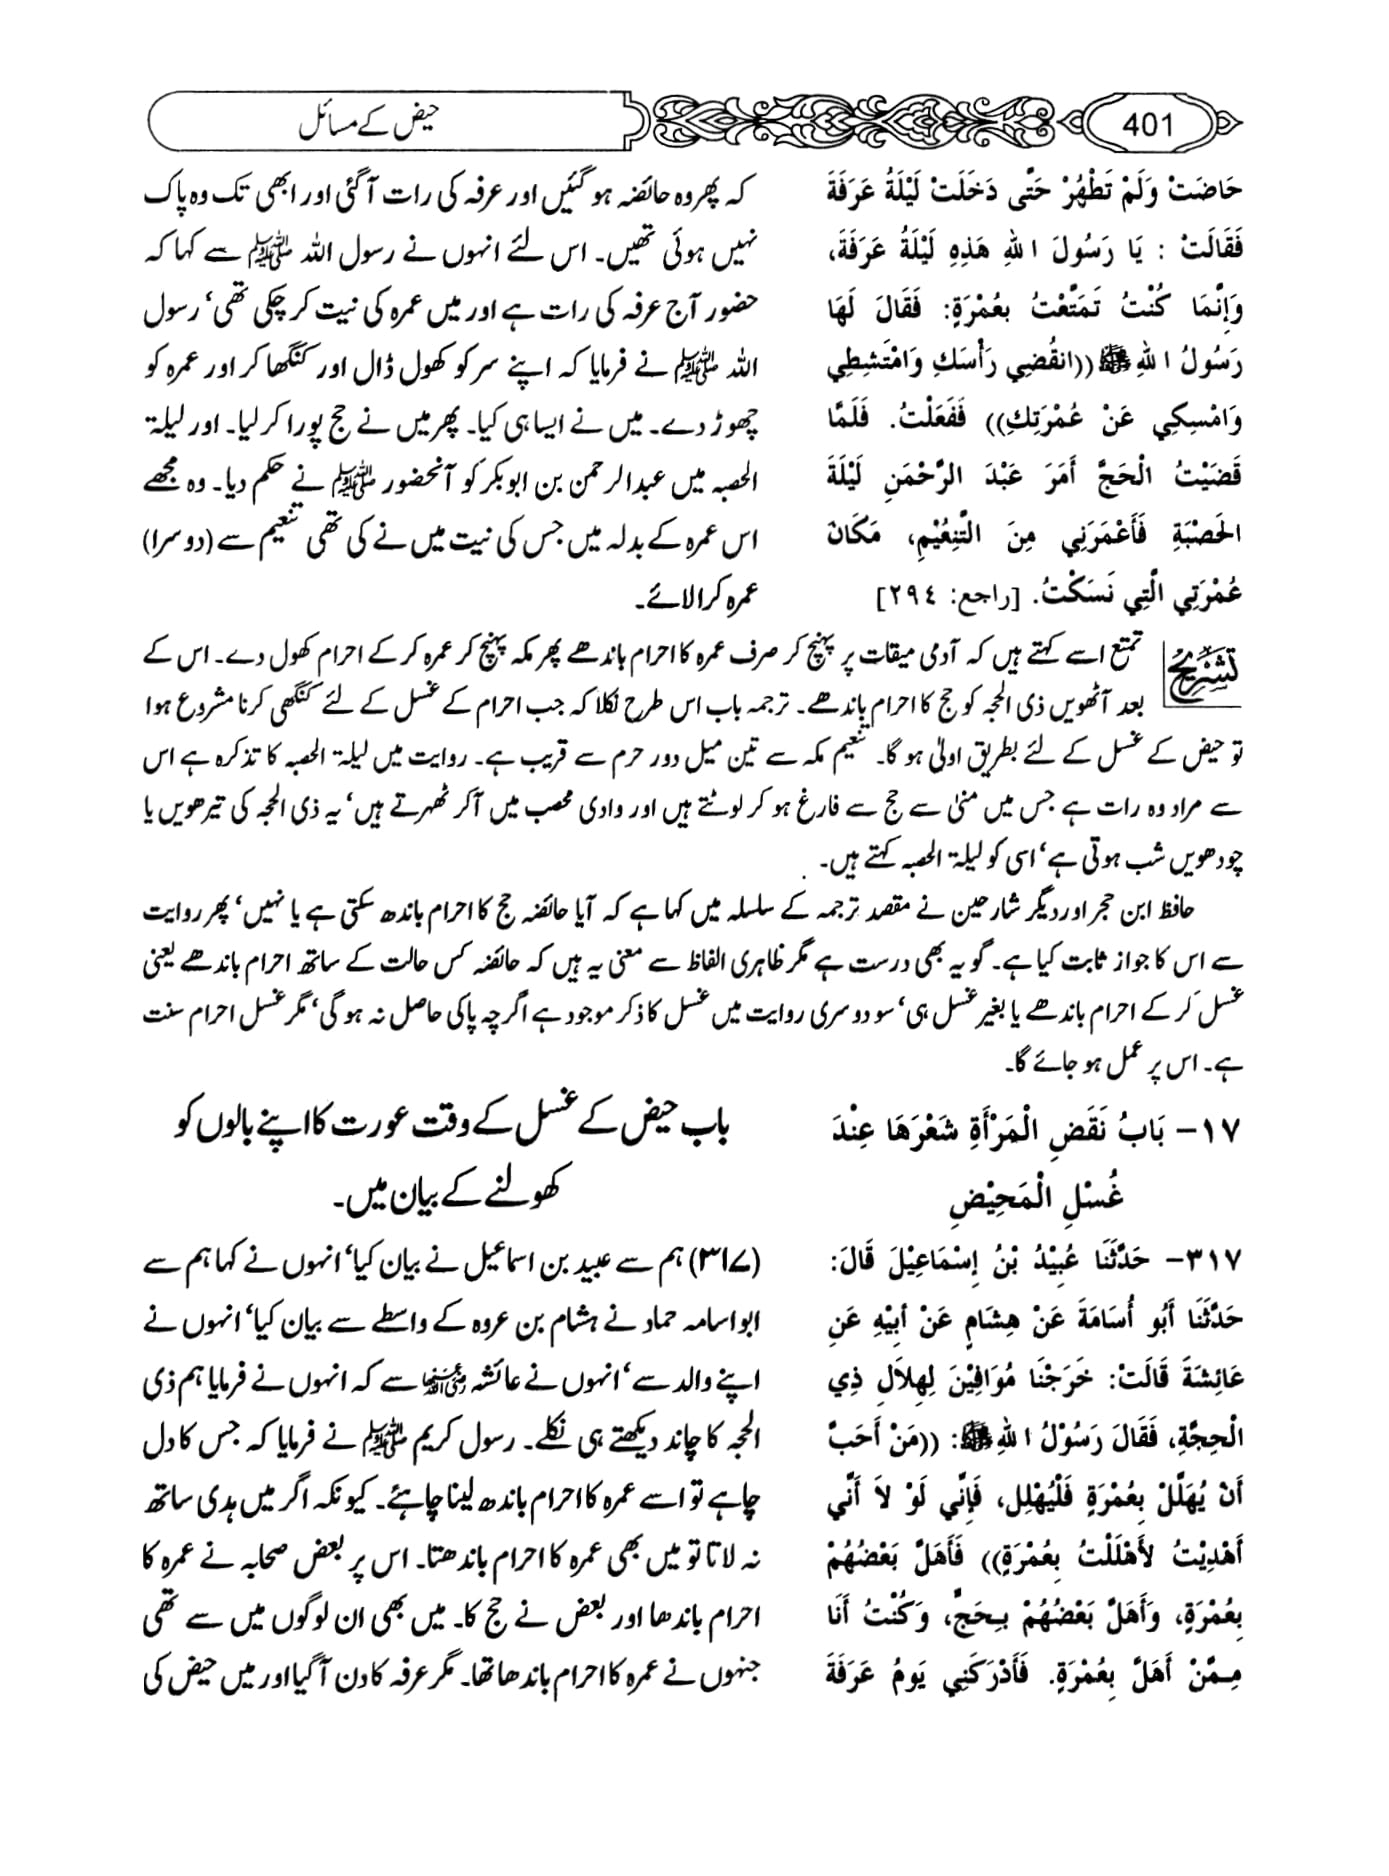 401
حیض کے مسائل
حَاضَتْ وَلَمْ تَطْهُرْ حَتَّى دَخَلَتْ لَيْلَةُ عَرَفَةَ
فَقَالَتْ : يَا رَسُولَ اللهِ هَذِهِ لَيْلَةُ عَرَفَةَ،
وَإِنَّمَا كُنْتُ تَمَتَّعْتُ بِعُمْرَةٍ: فَقَالَ لَهَا
رَسُولُ اللهِ ﷺ ((انقُضِي رَأْسَكِ وَامْتَشِطِي
وَامْسِكِي عَنْ عُمْرَتِكِ)) فَفَعَلْتُ. فَلَمَّا
قَضَيْتُ الْحَجَّ أَمَرَ عَبْدَ الرَّحْمَنِ لَيْلَةَ
الحَصْبَةِ فَأَعْمَرَنِي مِنَ التَّنِعُيْمِ، مَكَانَ
عُمْرَتِي الَّتِي نَسَكْتُ. [راجع: ٢٩٤]
کہ پھر وہ حائضہ ہو گئیں اور عرفہ کی رات آ گئی اور ابھی تک وہ پاک
نہیں ہوئی تھیں۔ اس لئے انہوں نے رسول اللہ ﷺ سے کہا کہ
حضور آج عرفہ کی رات ہے اور میں عمرہ کی نیت کر چکی تھی‘ رسول
اللہ ﷺ نے فرمایا کہ اپنے سر کو کھول ڈال اور کنگھا کر اور عمرہ کو
چھوڑ دے۔ میں نے ایسا ہی کیا۔ پھر میں نے حج پورا کر لیا۔ اور لیلۃ
الحصبہ میں عبدالرحمن بن ابو بکر کو آنحضور ﷺ نے حکم دیا۔ وہ مجھے
اس عمرہ کے بدلہ میں جس کی نیت میں نے کی تھی تنعیم سے (دوسرا)
عمرہ کرا لائے۔
تشریح تمتع اسے کہتے ہیں کہ آدمی میقات پر پہنچ کر صرف عمرہ کا احرام باندھے پھر مکہ پہنچ کر عمرہ کر کے احرام کھول دے۔ اس کے
بعد آٹھویں ذی الحجہ کو حج کا احرام باندھے۔ ترجمہ باب اس طرح نکلا کہ جب احرام کے غسل کے لئے کنگھی کرنا مشروع ہوا
تو حیض کے غسل کے لئے بطریق اولیٰ ہو گا۔ تنعیم مکہ سے تین میل دور حرم سے قریب ہے۔ روایت میں لیلۃ الحصبہ کا تذکرہ ہے اس
سے مراد وہ رات ہے جس میں منیٰ سے حج سے فارغ ہو کر لوٹتے ہیں اور وادی محصب میں آکر ٹھہرتے ہیں‘ یہ ذی الحجہ کی تیرھویں یا
چودھویں شب ہوتی ہے‘ اسی کو لیلۃ الحصبہ کہتے ہیں۔
حافظ ابن حجر اور دیگر شارحین نے مقصد ترجمہ کے سلسلہ میں کہا ہے کہ آیا حائضہ حج کا احرام باندھ سکتی ہے یا نہیں‘ پھر روایت
سے اس کا جواز ثابت کیا ہے۔ گو یہ بھی درست ہے مگر ظاہری الفاظ سے معنی یہ ہیں کہ حائضہ کس حالت کے ساتھ احرام باندھے یعنی
غسل کر کے احرام باندھے یا بغیر غسل ہی‘ سو دوسری روایت میں غسل کا ذکر موجود ہے اگرچہ پاکی حاصل نہ ہو گی‘ مگر غسل احرام سنت
ہے۔ اس پر عمل ہو جائے گا۔
١٧- بَابُ نَقَضِ الْمَرْأَةِ شَعْرَهَا عِنْدَ
غُسْلِ الْمَحِيْضِ
باب حیض کے غسل کے وقت عورت کا اپنے بالوں کو
کھولنے کے بیان میں۔
٣١٧- حَدَّثَنَا عُبَيْدُ بْنُ إِسْمَاعِيْلَ قَالَ:
حَدَّثَنَا أَبُو أُسَامَةَ عَنْ هِشَامٍ عَنْ أَبِيْهِ عَنِ
عَائِشَةَ قَالَتْ: خَرَجْنَا مُوَافِيْنَ لِهِلَالِ ذِي
الْحِجَّةِ، فَقَالَ رَسُوْلُ اللهِ ﷺ: ((مَنْ أَحَبَّ
أَنْ يُهَلِّلَ بِعُمْرَةٍ فَلْيُهْلِل، فَإِنِّي لَوْ لاَ أَنِّي
أَهْدِيْتُ لأَهْلَلْتُ بِعُمْرَةٍ)) فَأَهَلَّ بَعْضُهُمْ
بِعُمْرَةٍ، وَأَهَلَّ بَعْضُهُمْ بِحَجٍّ، وَكُنْتُ أَنَا
مِمَّنْ أَهَلَّ بِعُمْرَةٍ. فَأَدْرَكَنِي يَومُ عَرَفَةَ
(۳۱۷) ہم سے عبید بن اسماعیل نے بیان کیا‘ انہوں نے کہا ہم سے
ابو اسامہ حماد نے ہشام بن عروہ کے واسطے سے بیان کیا‘ انہوں نے
اپنے والد سے‘ انہوں نے عائشہ رضی اللہ عنہا سے کہ انہوں نے فرمایا ہم ذی
الحجہ کا چاند دیکھتے ہی نکلے۔ رسول کریم ﷺ نے فرمایا کہ جس کا دل
چاہے تو اسے عمرہ کا احرام باندھ لینا چاہئے۔ کیونکہ اگر میں ہدی ساتھ
نہ لاتا تو میں بھی عمرہ کا احرام باندھتا۔ اس پر بعض صحابہ نے عمرہ کا
احرام باندھا اور بعض نے حج کا۔ میں بھی ان لوگوں میں سے تھی
جنہوں نے عمرہ کا احرام باندھا تھا۔ مگر عرفہ کا دن آ گیا اور میں حیض کی